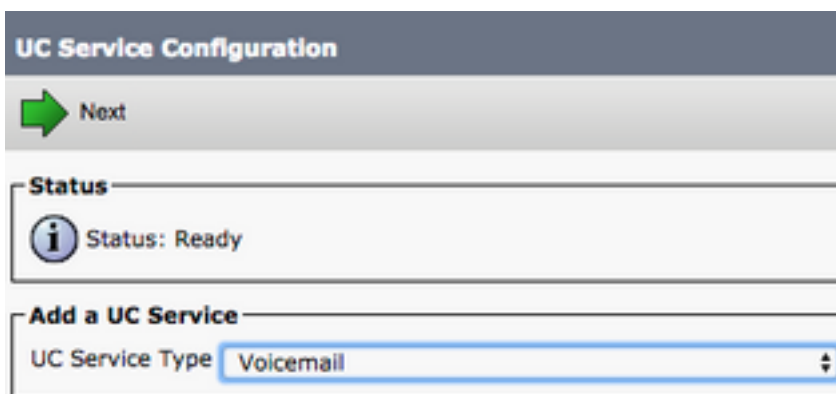 UC Service Configuration
Next
Status
Status: Ready
Add a UC Service
UC Service Type Voicemail